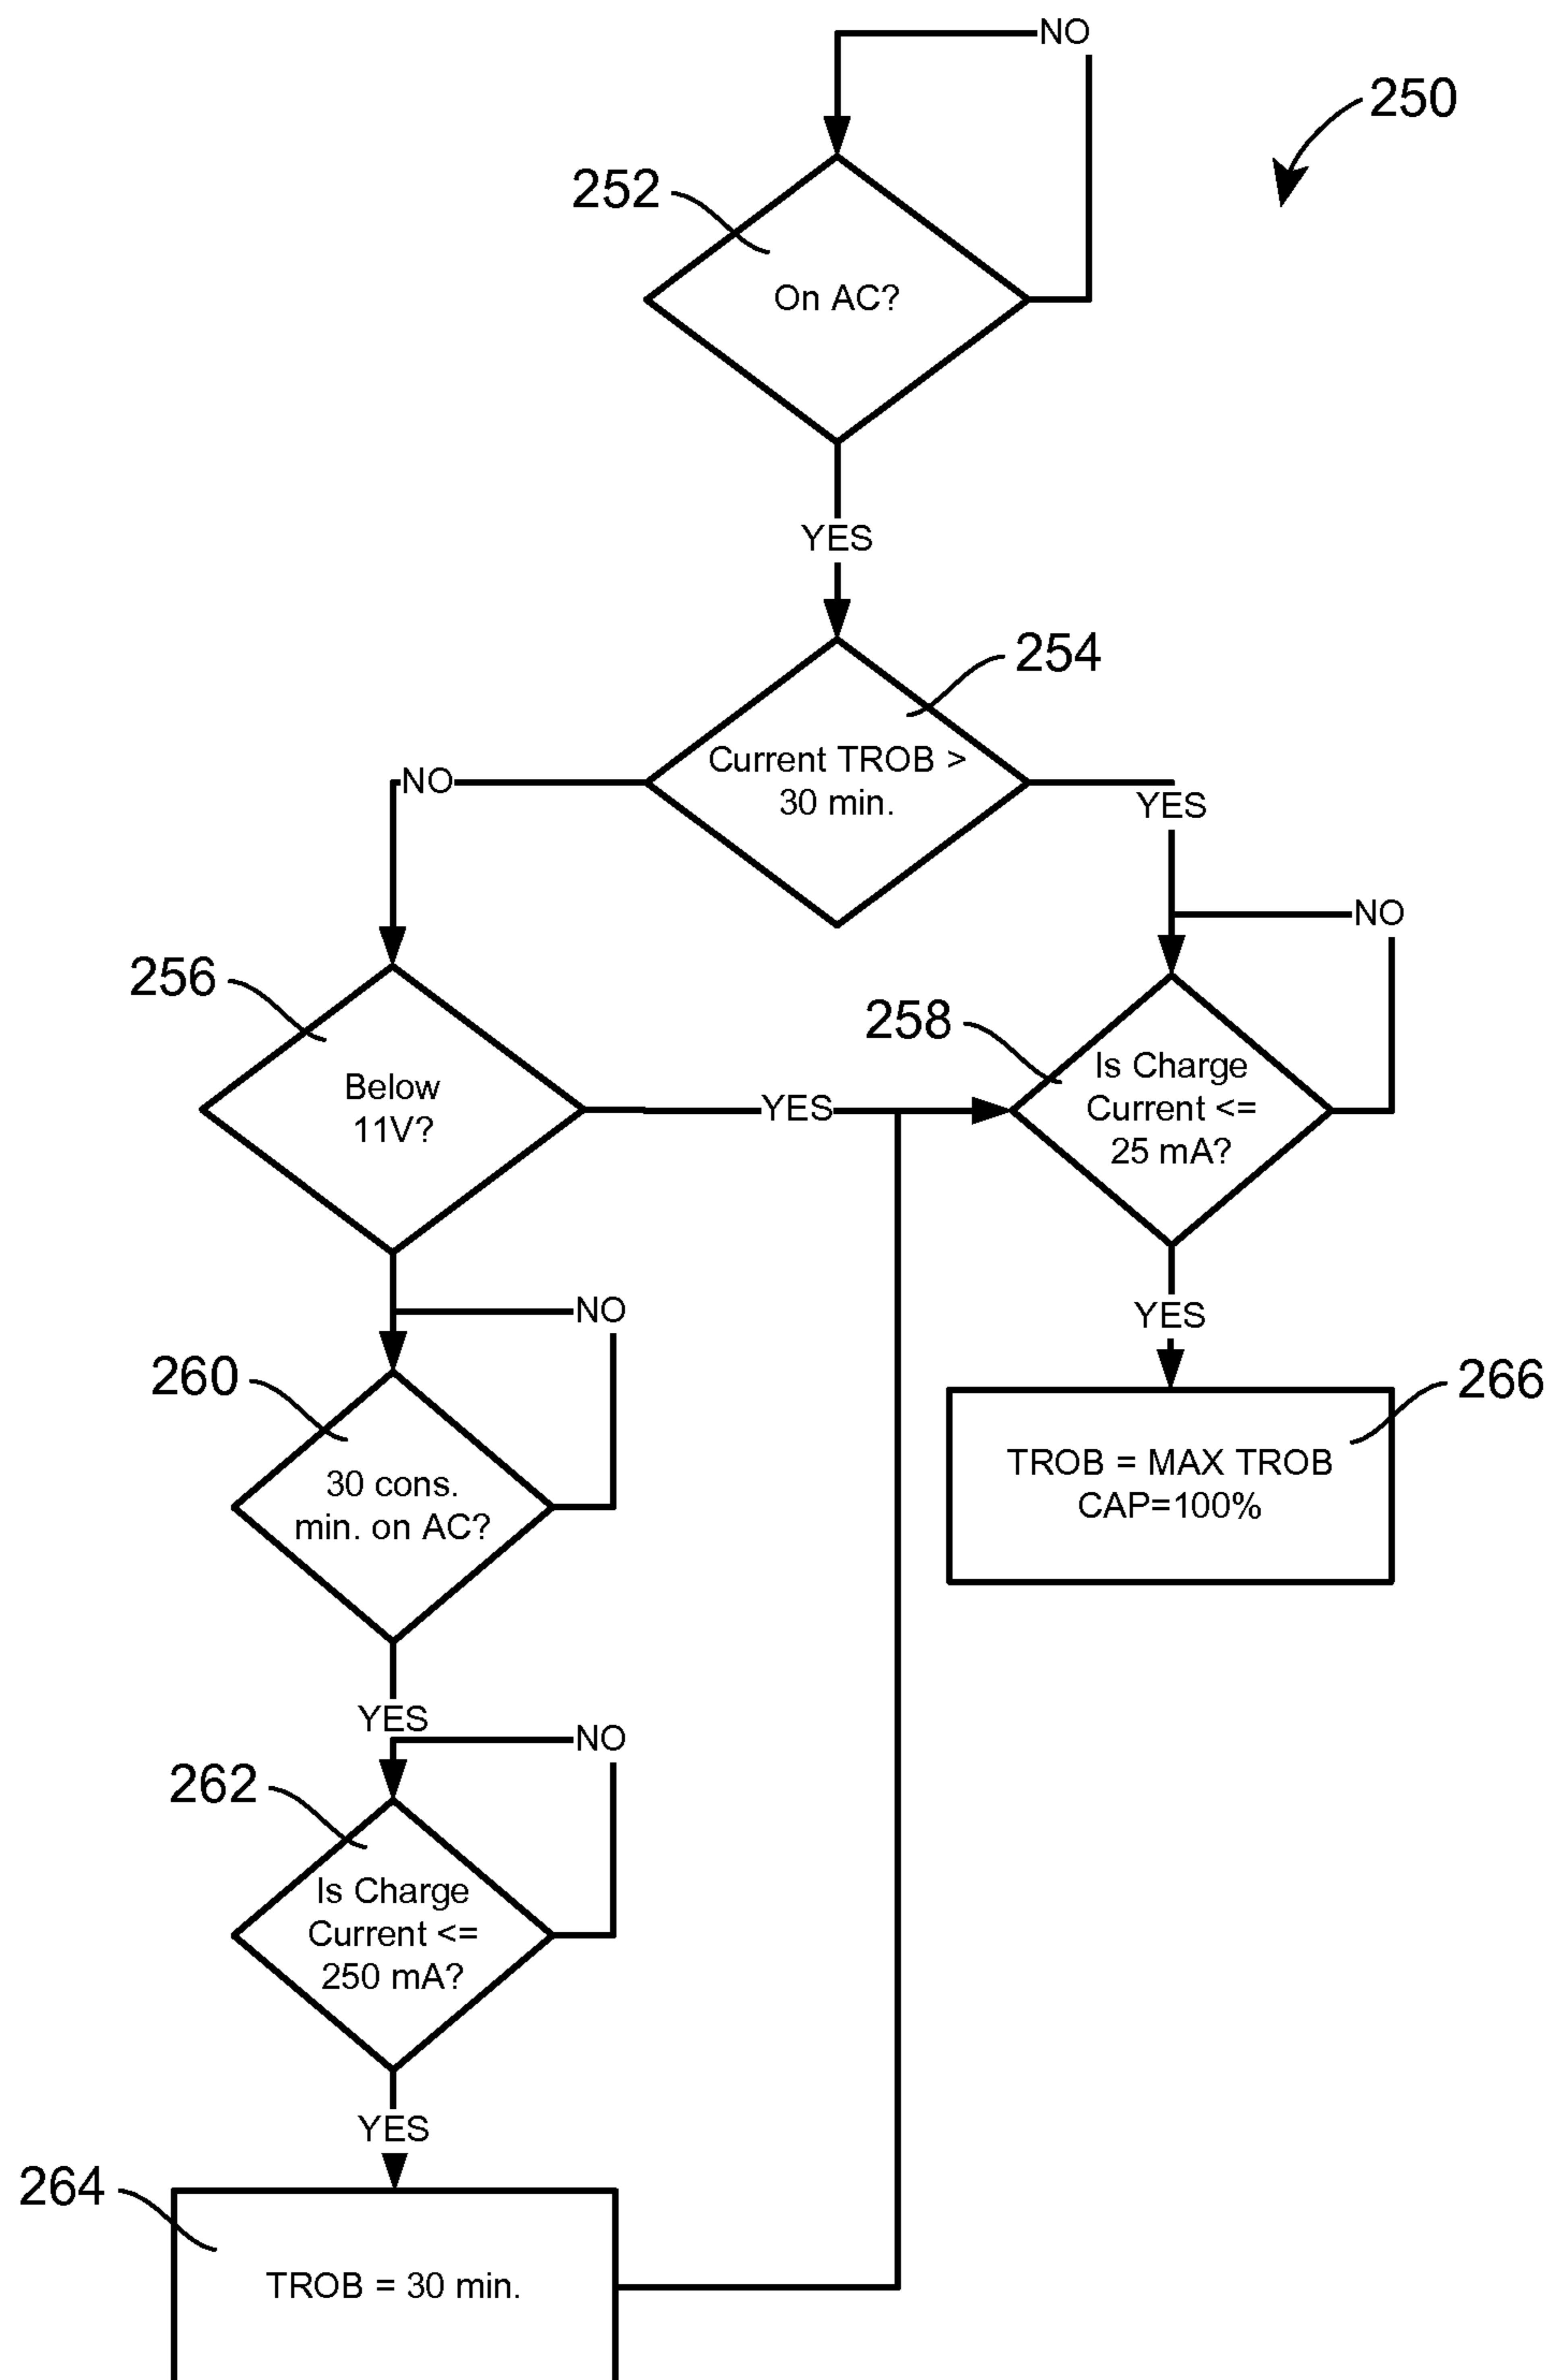 NO
250
252
On AC?
YES
254
Current TROB >
30 min.
NO
YES
NO
256
258
Below
11V?
YES
Is Charge
Current <=
25 mA?
NO
YES
260
266
30 cons.
min. on AC?
TROB = MAX TROB
CAP=100%
YES
NO
262
Is Charge
Current <=
250 mA?
YES
264
TROB = 30 min.